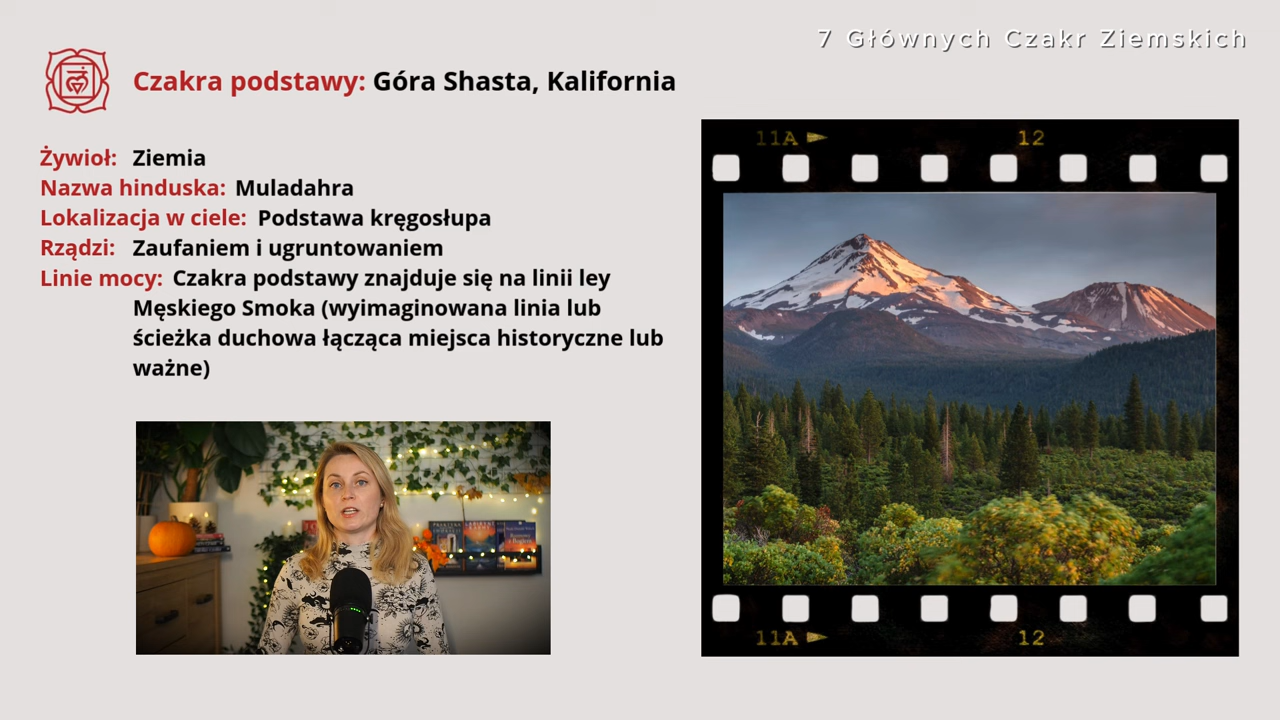 7 Głównych Czakr Ziemskich
Czakra podstawy: Góra Shasta, Kalifornia
Żywioł: Ziemia
Nazwa hinduska: Muladahra
Lokalizacja w ciele: Podstawa kręgosłupa
Rządzi: Zaufaniem i ugruntowaniem
Linie mocy: Czakra podstawy znajduje się na linii ley
Męskiego Smoka (wyimaginowana linia lub
ścieżka duchowa łącząca miejsca historyczne lub
ważne)
11A 12
11A 12